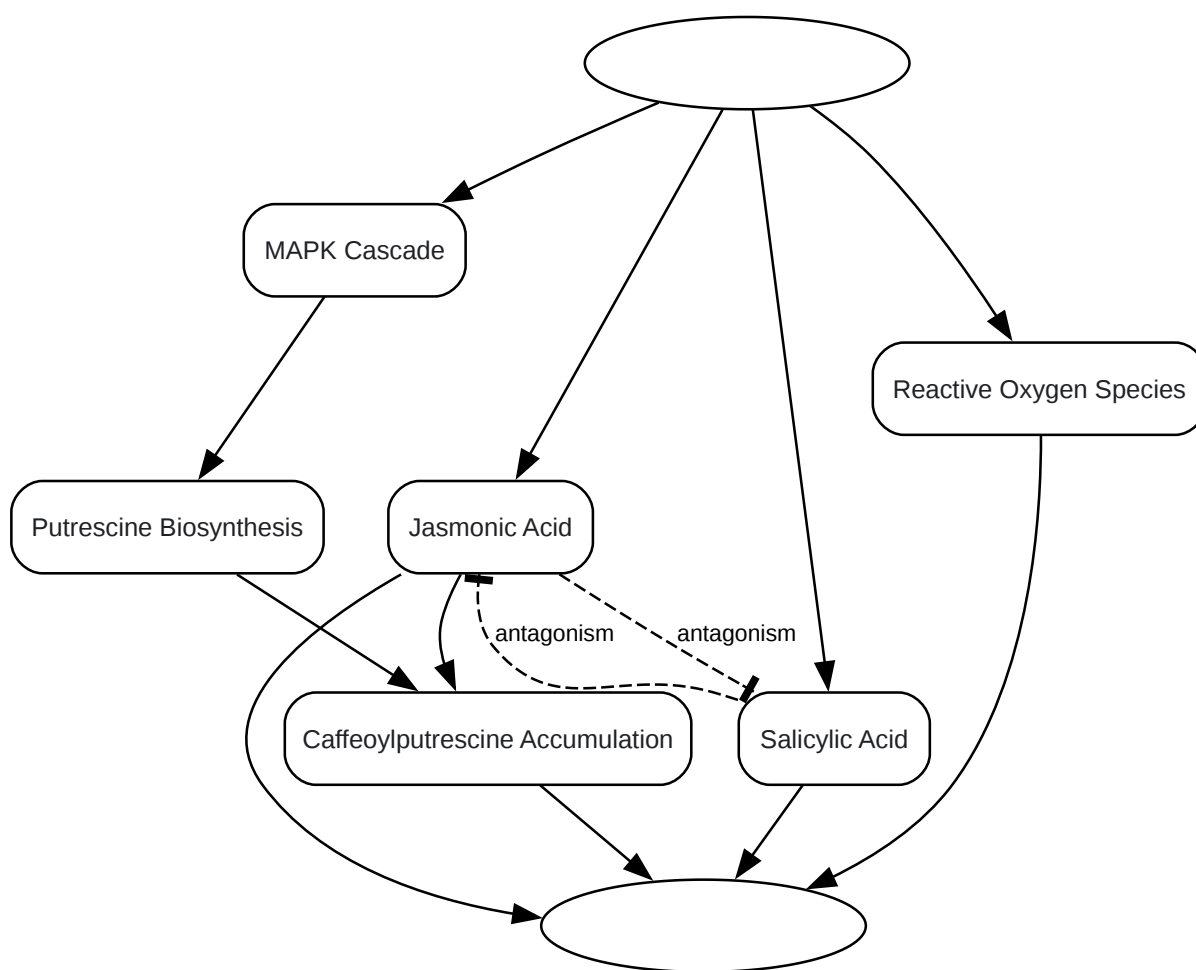 MAPK Cascade
Reactive Oxygen Species
Putrescine Biosynthesis
Jasmonic Acid
antagonism
antagonism
Caffeoylputrescine Accumulation
Salicylic Acid